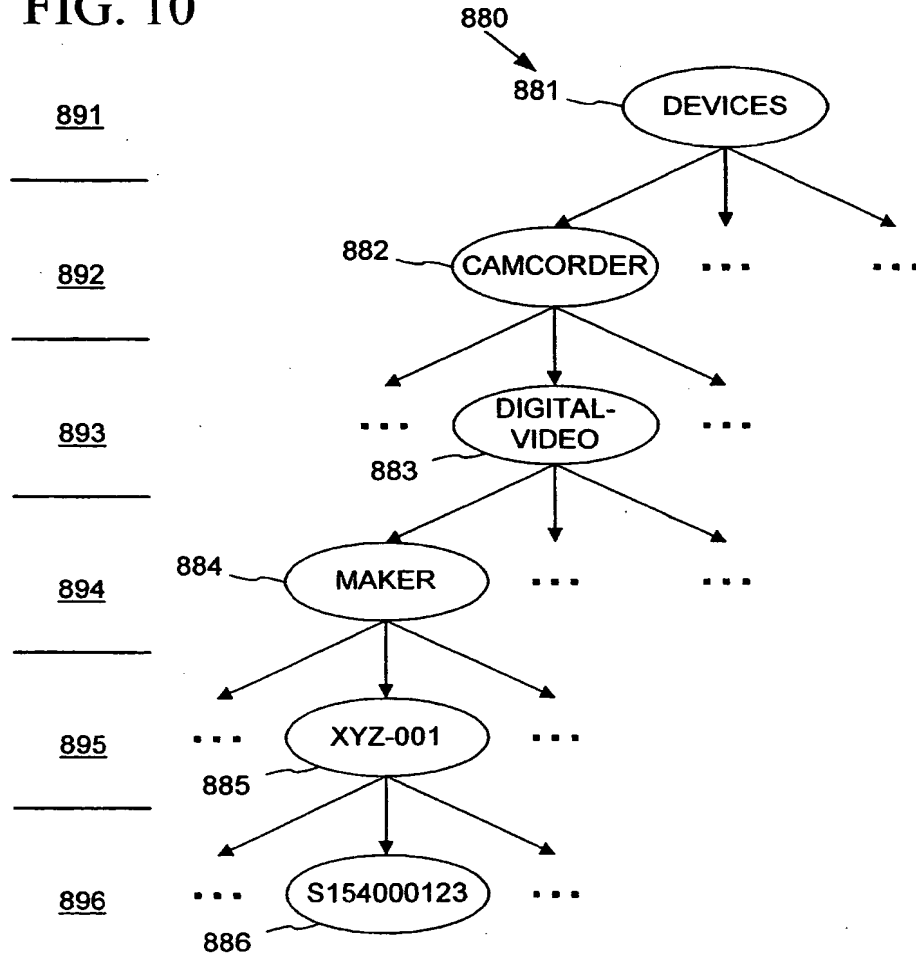 FIG. 10
880
891
881
DEVICES
892
882
CAMCORDER
...
...
893
...
DIGITAL-
VIDEO
...
883
894
884
MAKER
...
...
895
...
XYZ-001
...
885
896
...
S154000123
...
886